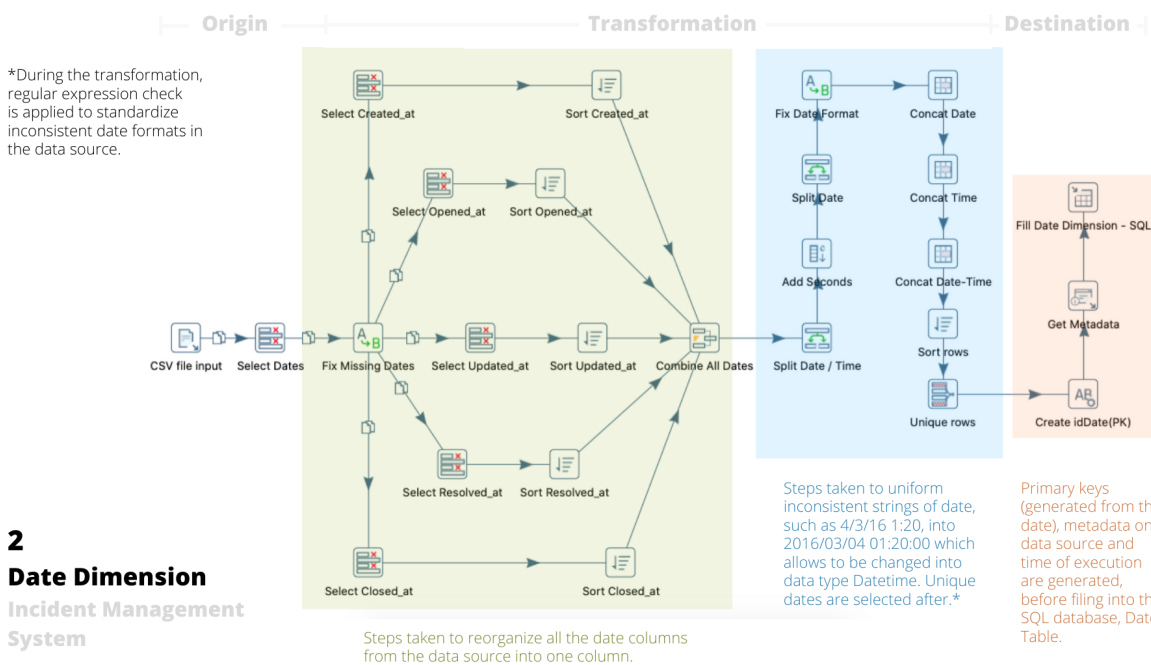 Origin
Transformation
Destination
*During the transformation,
regular expression check
is applied to standardize
inconsistent date formats in
the data source.
Select Created_at
Sort Created_at
Select Opened_at
Sort Opened_at
CSV file input
Select Dates
Fix Missing Dates
Select Updated_at
Sort Updated_at
Combine All Dates
Select Resolved_at
Sort Resolved_at
Select Closed_at
Sort Closed_at
Fix Date Format
Concat Date
Split Date
Concat Time
Add Seconds
Concat Date-Time
Split Date / Time
Sort rows
Unique rows
Fill Date Dimension - SQL
Get Metadata
Create idDate(PK)
Steps taken to uniform
inconsistent strings of date,
such as 4/3/16 1:20, into
2016/03/04 01:20:00 which
allows to be changed into
data type Datetime. Unique
dates are selected after.*
Primary keys
(generated from th
date), metadata on
data source and
time of execution
are generated,
before filing into th
SQL database, Date
Table.
2
Date Dimension
Incident Management
System
Steps taken to reorganize all the date columns
from the data source into one column.